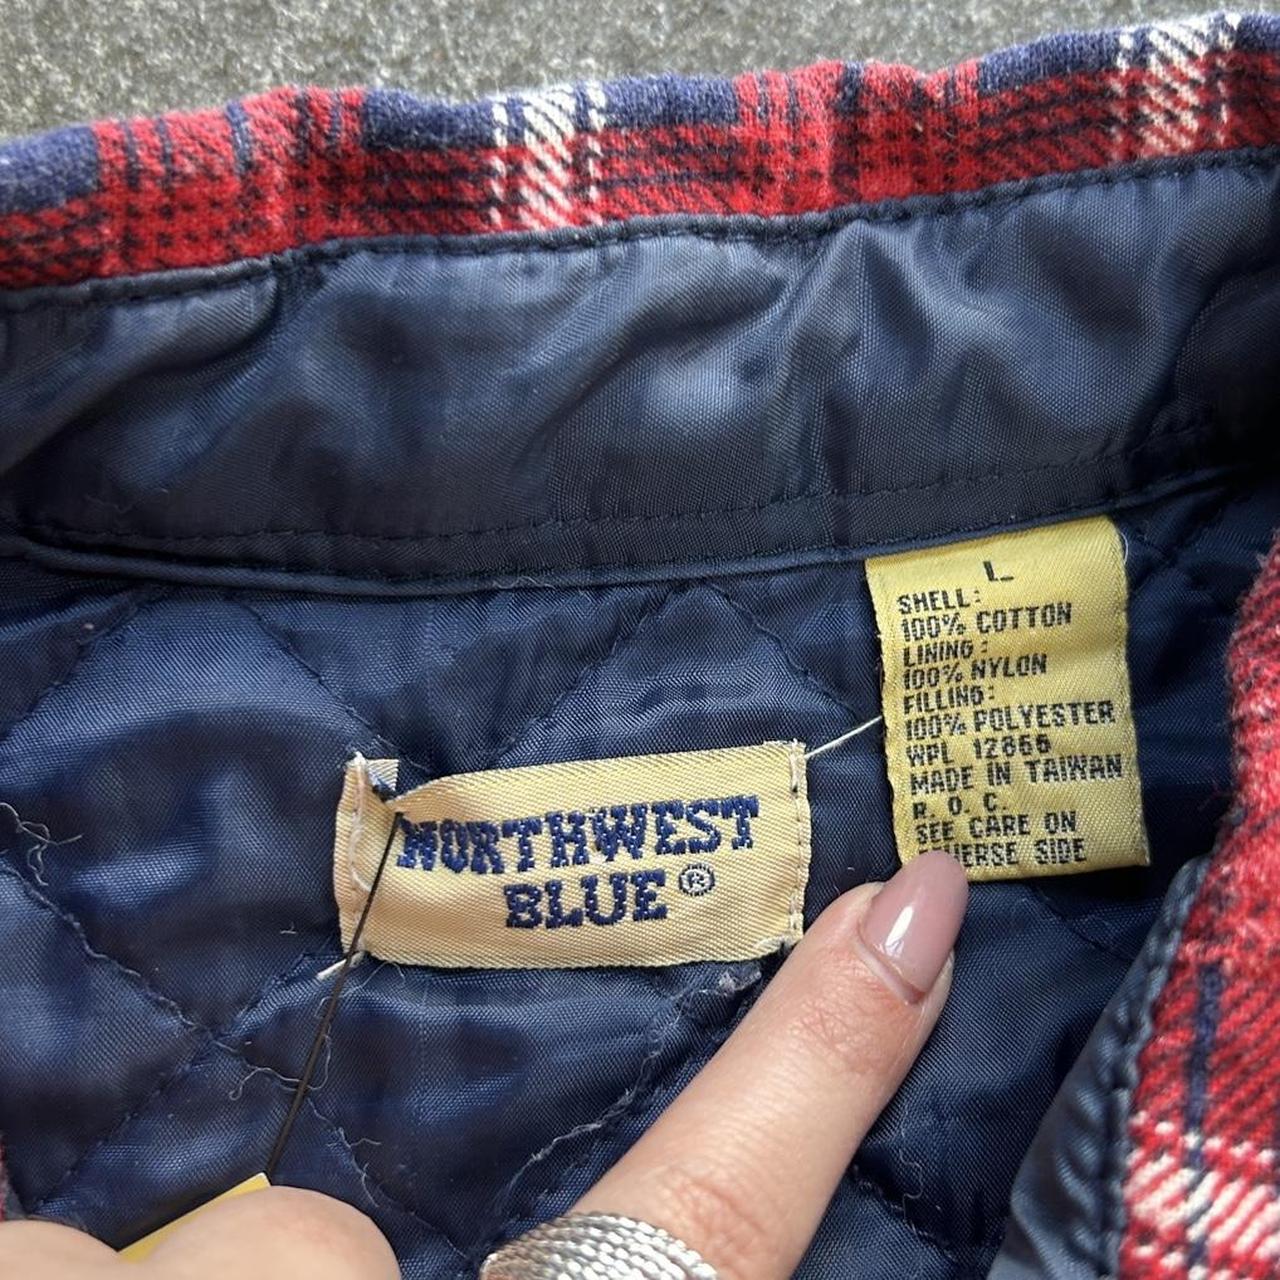 NORTHWEST
BLUE®
L
SHELL:
100% COTTON
LINING:
100% NYLON
FILLING:
100% POLYESTER
WPL 12866
MADE IN TAIWAN
R. O. C.
SEE CARE ON
REVERSE SIDE